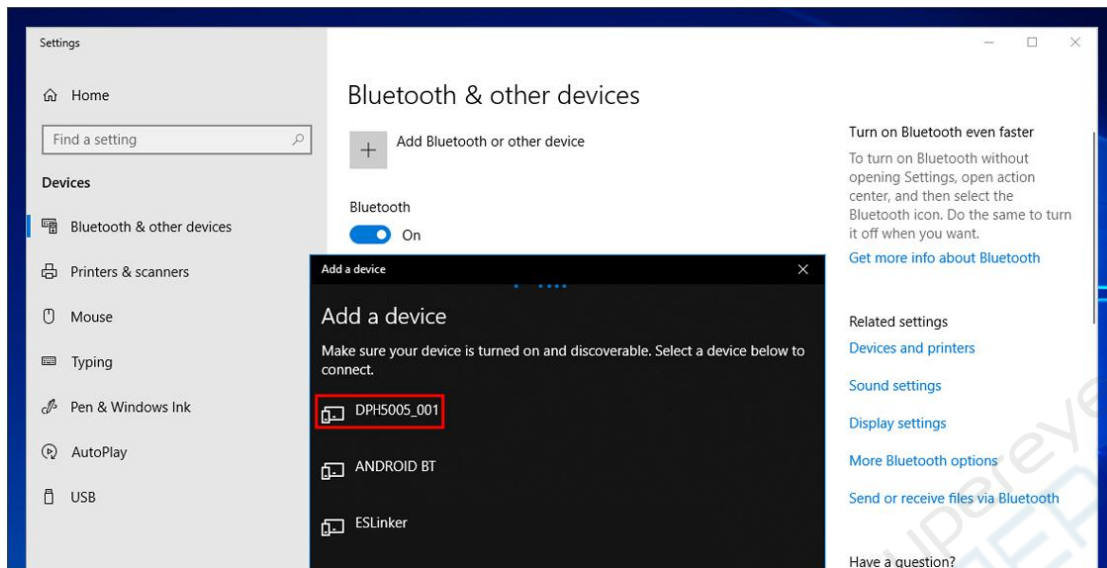 Settings
Home
Find a setting
Devices
Bluetooth & other devices
Printers & scanners
Mouse
Typing
Pen & Windows Ink
AutoPlay
USB
Bluetooth & other devices
Add Bluetooth or other device
Bluetooth
On
Add a device
Add a device
Make sure your device is turned on and discoverable. Select a device below to
connect.
DPH5005_001
ANDROID BT
ESLinker
Turn on Bluetooth even faster
To turn on Bluetooth without
opening Settings, open action
center, and then select the
Bluetooth icon. Do the same to turn
it off when you want.
Get more info about Bluetooth
Related settings
Devices and printers
Sound settings
Display settings
More Bluetooth options
Send or receive files via Bluetooth
Have a question?